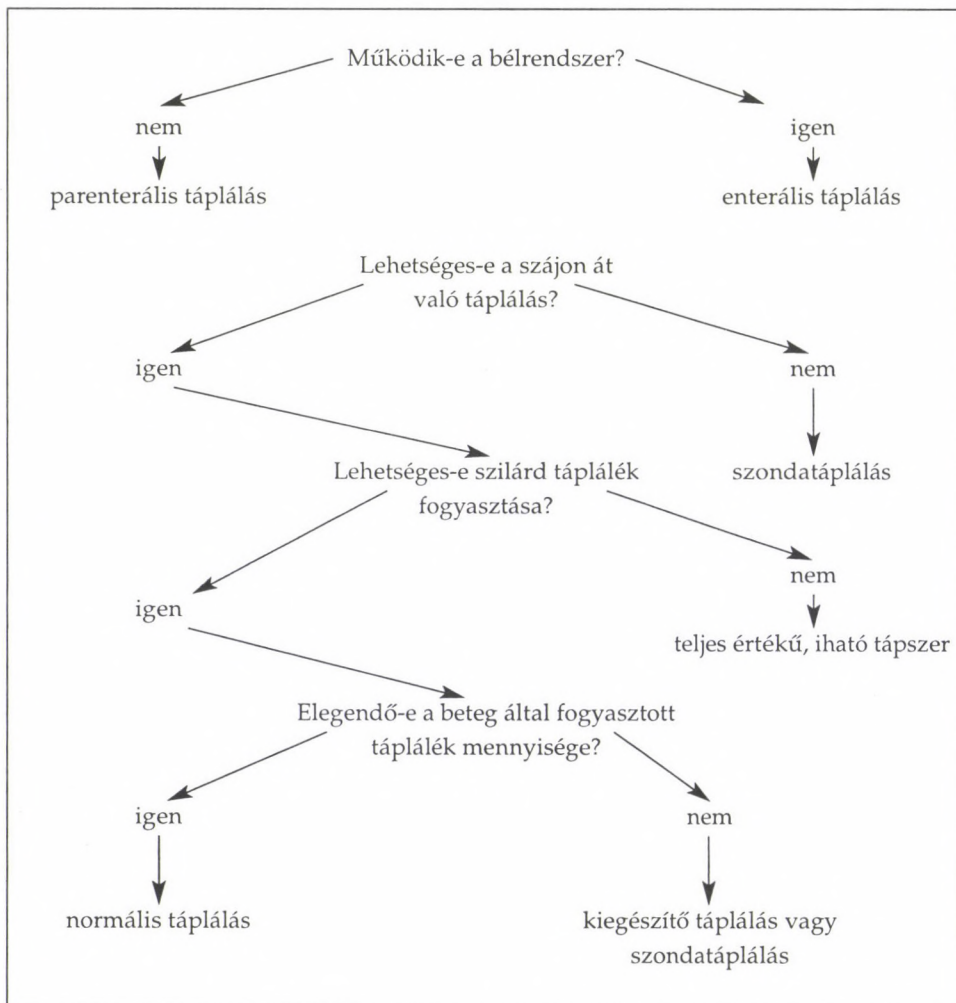 Működik-e a bélrendszer?
nem
igen
parenterális táplálás
enterális táplálás
Lehetséges-e a szájon át
való táplálás?
igen
nem
Lehetséges-e szilárd táplálék
fogyasztása?
szondatáplálás
nem
igen
teljes értékű, iható tápszer
Elegendő-e a beteg által fogyasztott
táplálék mennyisége?
igen
nem
normális táplálás
kiegészítő táplálás vagy
szondatáplálás